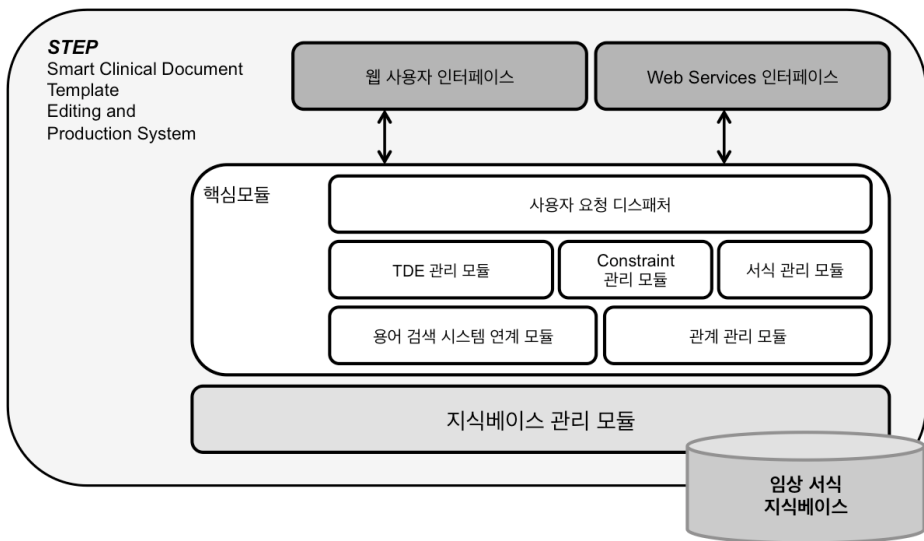 STEP
Smart Clinical Document
Template
Editing and
Production System
웹 사용자 인터페이스
Web Services 인터페이스
핵심모듈
사용자 요청 디스패처
TDE 관리 모듈
Constraint
관리 모듈
서식 관리 모듈
용어 검색 시스템 연계 모듈
관계 관리 모듈
지식베이스 관리 모듈
임상 서식
지식베이스